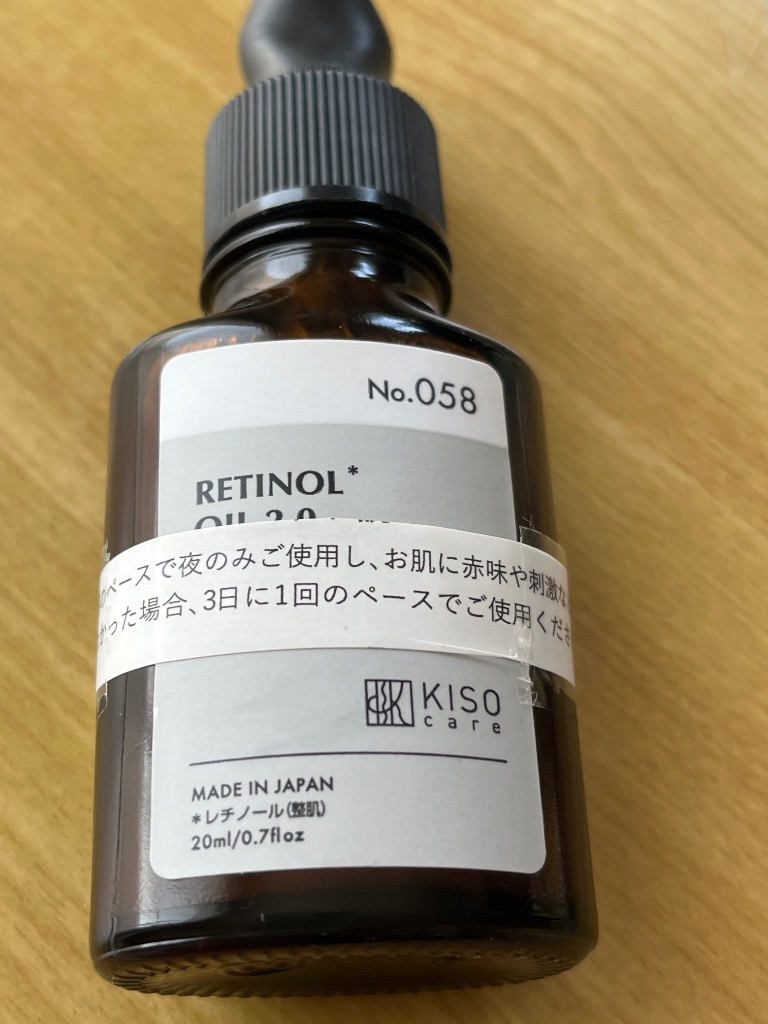 No.058
RETINOL*
OIL 2.0
のペースで夜のみご使用し、お肌に赤味や刺激な
かった場合、3日に1回のペースでご使用くださ
KISO
care
MADE IN JAPAN
*レチノール(整肌)
20ml/0.7floz